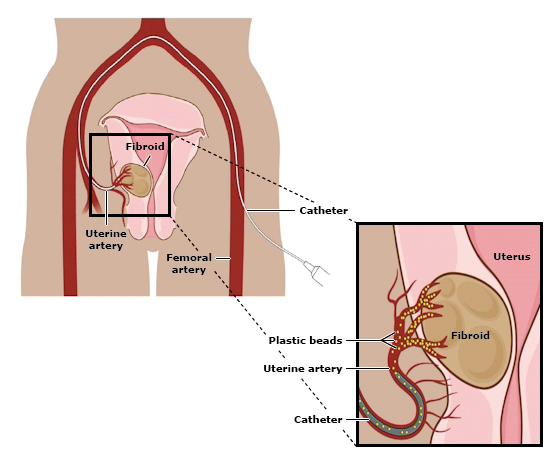 Fibroid
Catheter
Uterine
artery
Femoral
artery
Uterus
Plastic beads
Fibroid
Uterine artery
Catheter